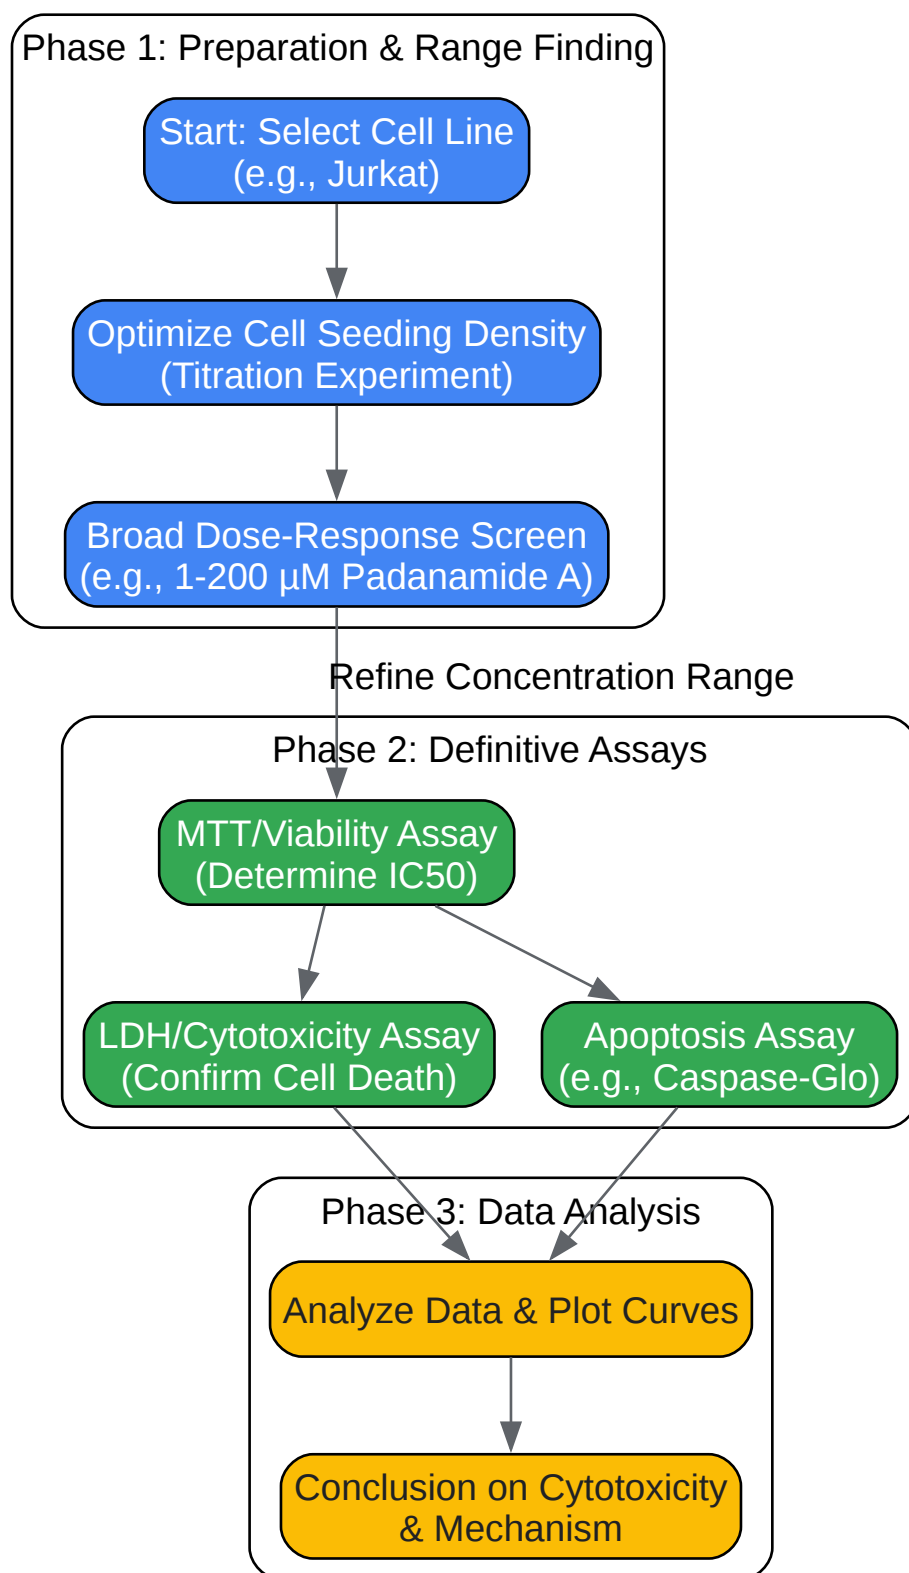 Phase 1: Preparation & Range Finding
Start: Select Cell Line
(e.g., Jurkat)
Optimize Cell Seeding Density
(Titration Experiment)
Broad Dose-Response Screen
(e.g., 1-200 µM Padanamide A)
Refine Concentration Range
Phase 2: Definitive Assays
MTT/Viability Assay
(Determine IC50)
LDH/Cytotoxicity Assay
(Confirm Cell Death)
Apoptosis Assay
(e.g., Caspase-Glo)
Phase 3: Data Analysis
Analyze Data & Plot Curves
Conclusion on Cytotoxicity
& Mechanism